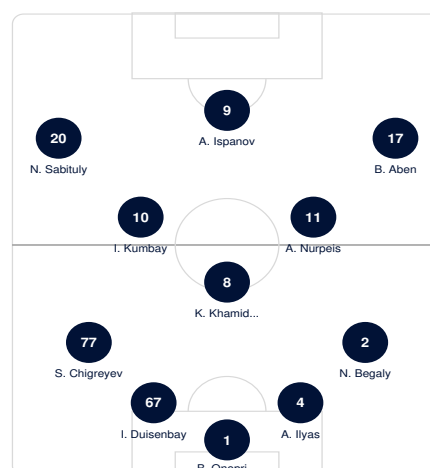 9
A. Ispanov
20
N. Sabituly
17
B. Aben
10
I. Kumbay
11
A. Nurpeis
8
K. Khamid...
77
S. Chigreyev
2
N. Begaly
67
I. Duisenbay
4
A. Ilyas
1